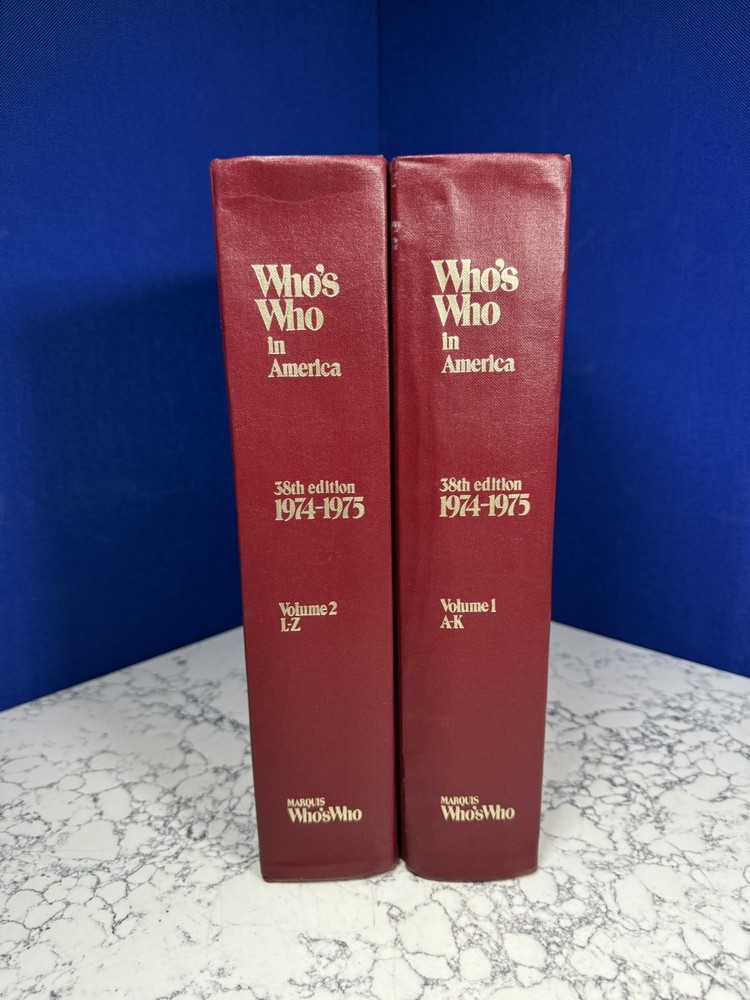 Who's
Who
in
America
38th edition
1974-1975
Volume 2
L-Z
MARQUIS
Who'sWho
Who's
Who
in
America
38th edition
1974-1975
Volume 1
A-K
MARQUIS
Who'sWho